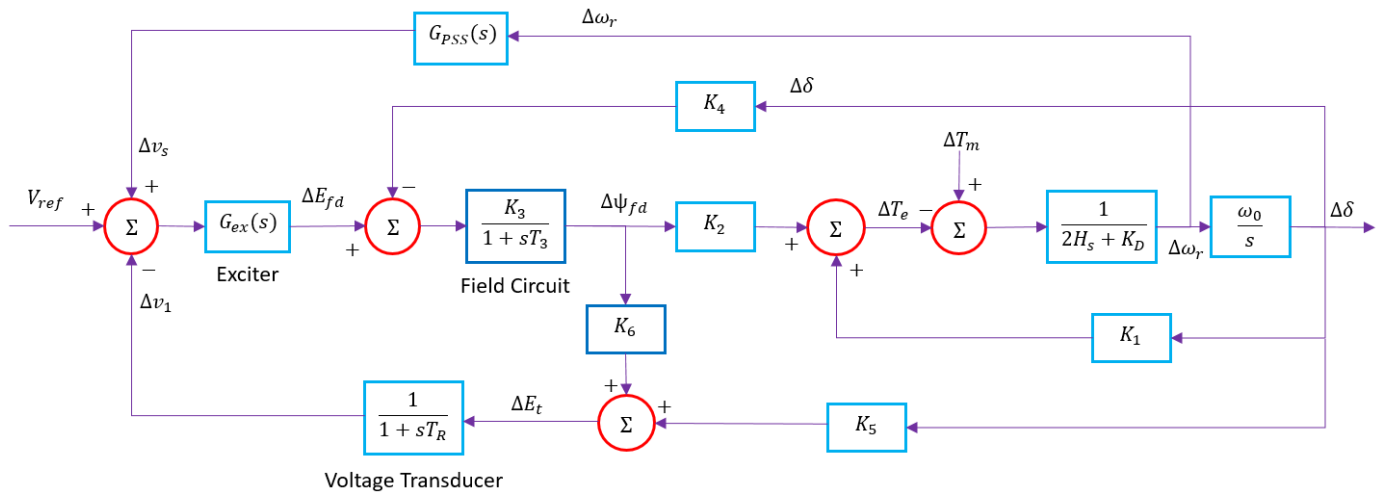 Δω_r
G_PSS(s)
Δδ
K_4
ΔT_m
Δv_s
+
+
V_ref
+
Σ
G_ex(s)
ΔE_fd
−
Σ
+
K_3
1 + sT_3
Δψ_fd
K_2
+
Σ
+
ΔT_e
−
Σ
1
2H_s + K_D
Δω_r
ω_0
s
Δδ
−
Exciter
Field Circuit
Δv_1
K_6
K_1
+
1
1 + sT_R
ΔE_t
Σ
+
K_5
Voltage Transducer